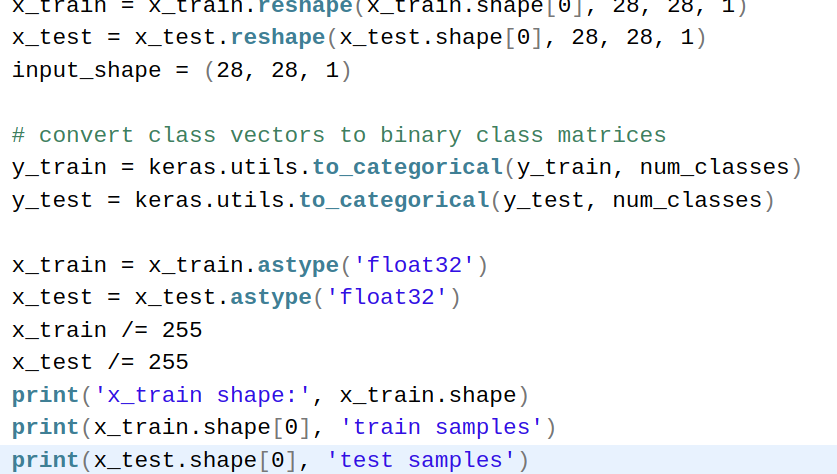 x_train = x_train.reshape(x_train.shape[0], 28, 28, 1)
x_test = x_test.reshape(x_test.shape[0], 28, 28, 1)
input_shape = (28, 28, 1)

# convert class vectors to binary class matrices
y_train = keras.utils.to_categorical(y_train, num_classes)
y_test = keras.utils.to_categorical(y_test, num_classes)

x_train = x_train.astype('float32')
x_test = x_test.astype('float32')
x_train /= 255
x_test /= 255
print('x_train shape:', x_train.shape)
print(x_train.shape[0], 'train samples')
print(x_test.shape[0], 'test samples')